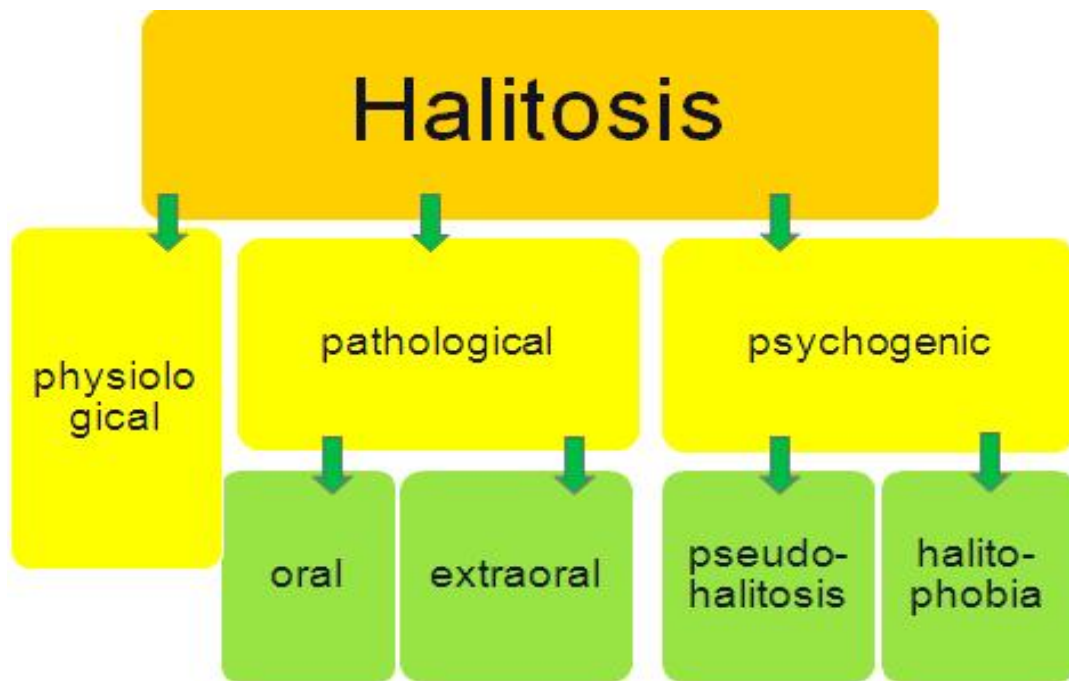 Halitosis
physiolo
gical
pathological
psychogenic
oral
extraoral
pseudo-
halitosis
halito-
phobia